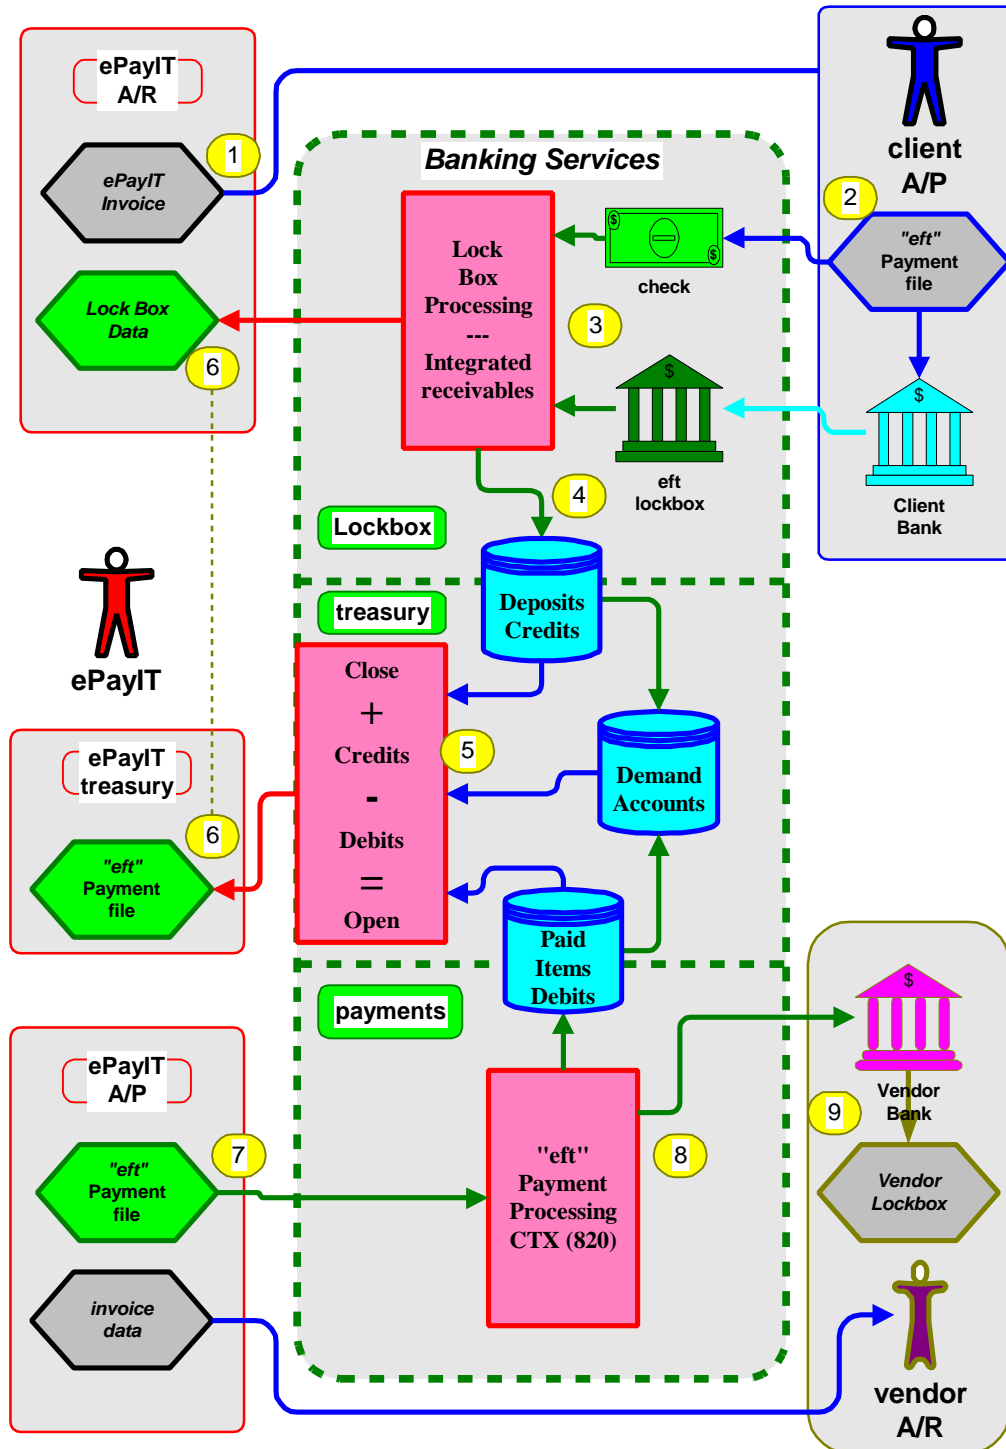 ePayIT
A/R
1
ePayIT
Invoice
Lock Box
Data
6
Banking Services
Lock
Box
Processing
---
Integrated
receivables
$
$
check
3
$
eft
lockbox
4
Lockbox
client
A/P
2
"eft"
Payment
file
$
Client
Bank
ePayIT
treasury
Deposits
Credits
Close
+
Credits
-
Debits
=
Open
5
Demand
Accounts
Paid
Items
Debits
ePayIT
treasury
6
"eft"
Payment
file
payments
ePayIT
A/P
7
"eft"
Payment
file
invoice
data
"eft"
Payment
Processing
CTX (820)
8
$
Vendor
Bank
9
Vendor
Lockbox
vendor
A/R